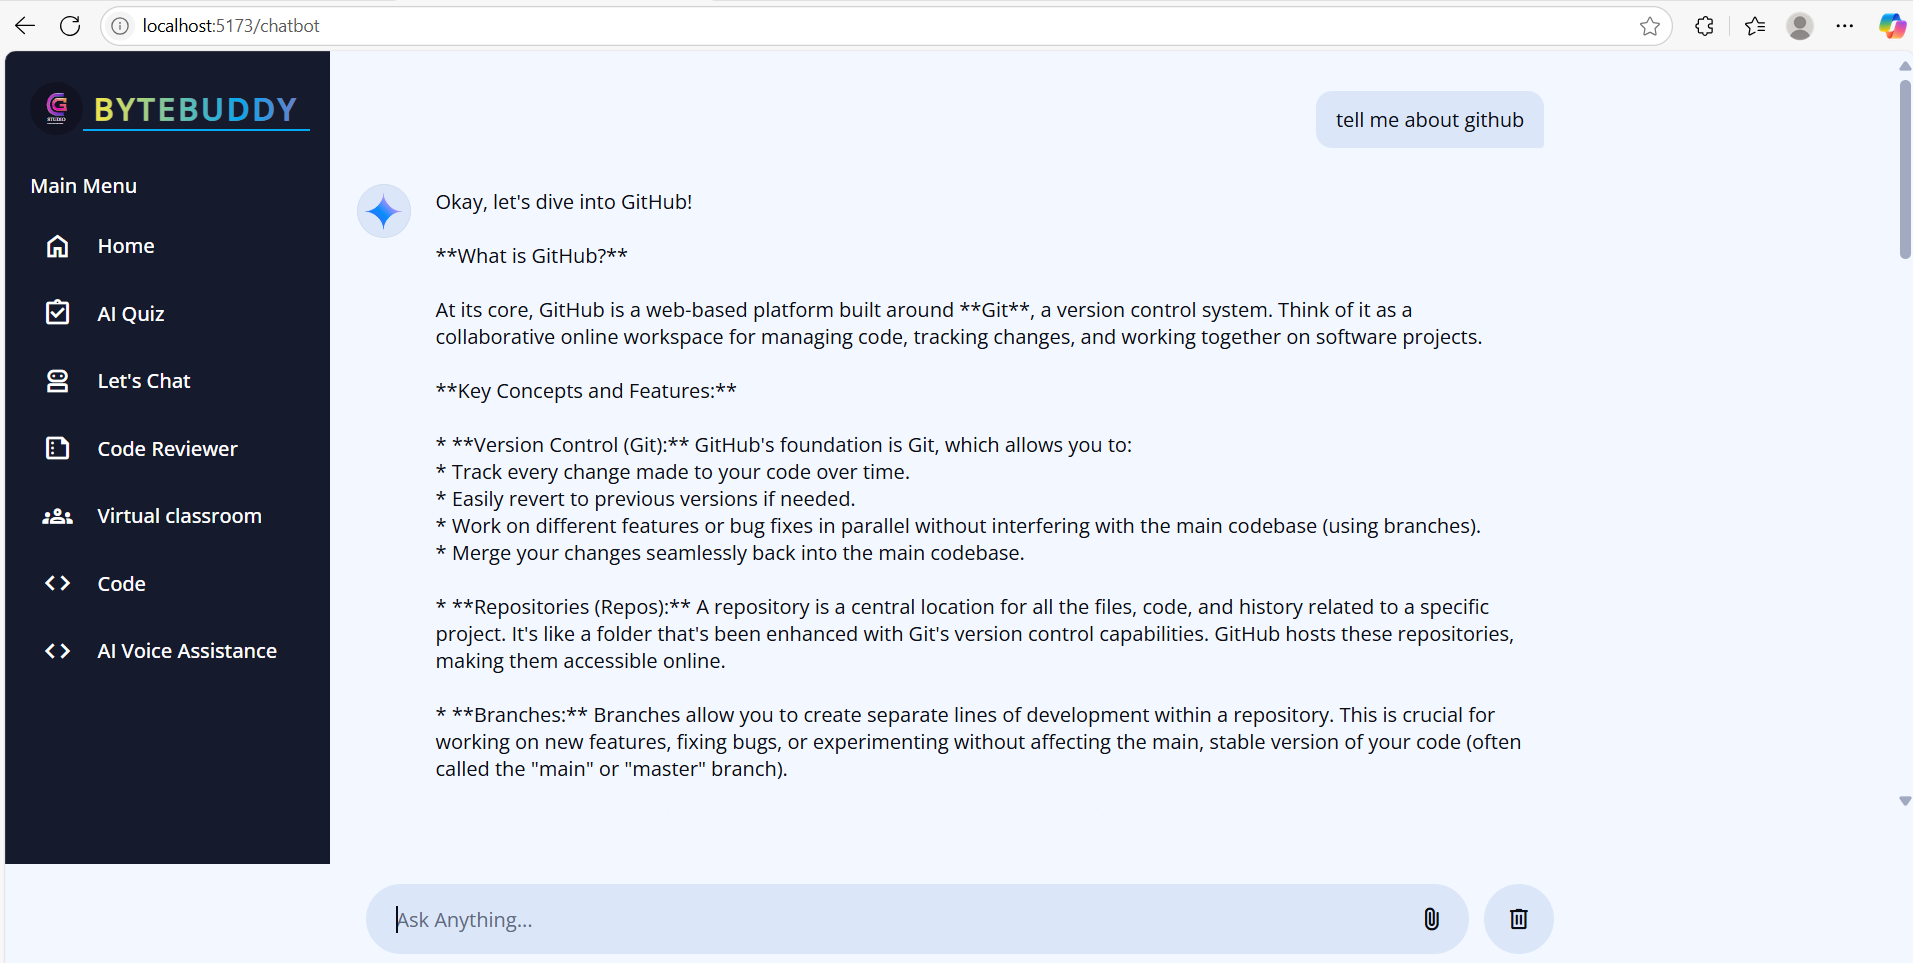 localhost:5173/chatbot
G
STUDIO
BYTEBUDDY
Main Menu
Home
AI Quiz
Let's Chat
Code Reviewer
Virtual classroom
Code
AI Voice Assistance
tell me about github
Okay, let's dive into GitHub!
**What is GitHub?**
At its core, GitHub is a web-based platform built around **Git**, a version control system. Think of it as a
collaborative online workspace for managing code, tracking changes, and working together on software projects.
**Key Concepts and Features:**
* **Version Control (Git):** GitHub's foundation is Git, which allows you to:
* Track every change made to your code over time.
* Easily revert to previous versions if needed.
* Work on different features or bug fixes in parallel without interfering with the main codebase (using branches).
* Merge your changes seamlessly back into the main codebase.
* **Repositories (Repos):** A repository is a central location for all the files, code, and history related to a specific
project. It's like a folder that's been enhanced with Git's version control capabilities. GitHub hosts these repositories,
making them accessible online.
* **Branches:** Branches allow you to create separate lines of development within a repository. This is crucial for
working on new features, fixing bugs, or experimenting without affecting the main, stable version of your code (often
called the "main" or "master" branch).
Ask Anything...